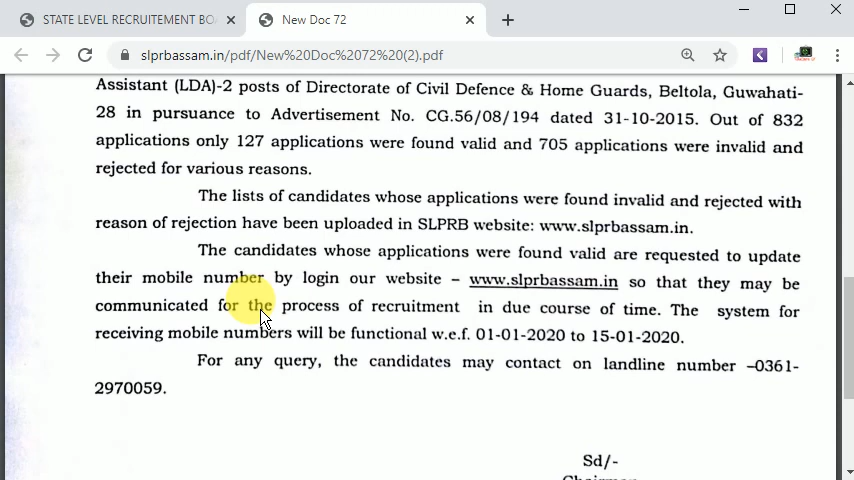 STATE LEVEL RECRUITEMENT BO
New Doc 72
slprbassam.in/pdf/New%20Doc%2072%20(2).pdf
Assistant (LDA)-2 posts of Directorate of Civil Defence & Home Guards, Beltola, Guwahati-
28 in pursuance to Advertisement No. CG.56/08/194 dated 31-10-2015. Out of 832
applications only 127 applications were found valid and 705 applications were invalid and
rejected for various reasons.
The lists of candidates whose applications were found invalid and rejected with
reason of rejection have been uploaded in SLPRB website: www.slprbassam.in.
The candidates whose applications were found valid are requested to update
their mobile number by login our website – www.slprbassam.in so that they may be
communicated for the process of recruitment in due course of time. The system for
receiving mobile numbers will be functional w.e.f. 01-01-2020 to 15-01-2020.
For any query, the candidates may contact on landline number –0361-
2970059.
Sd/-
Chairman